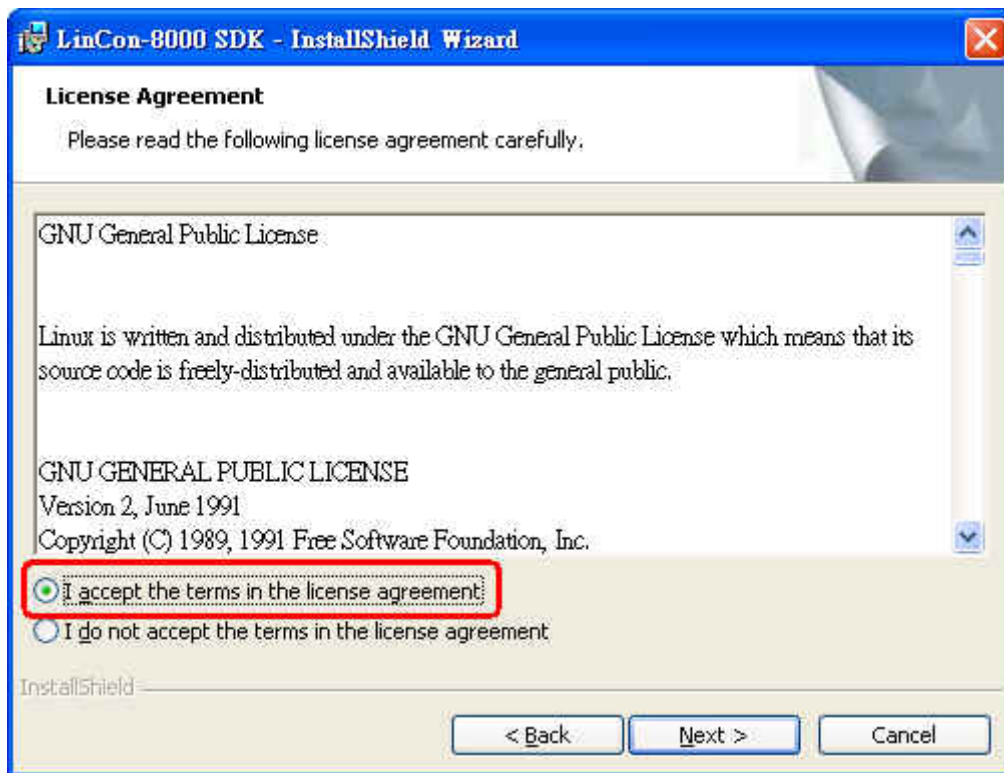 LinCon-8000 SDK - InstallShield Wizard
License Agreement
Please read the following license agreement carefully.
GNU General Public License
Linux is written and distributed under the GNU General Public License which means that its
source code is freely-distributed and available to the general public.
GNU GENERAL PUBLIC LICENSE
Version 2, June 1991
Copyright (C) 1989, 1991 Free Software Foundation, Inc.
I accept the terms in the license agreement
I do not accept the terms in the license agreement
InstallShield
< Back Next > Cancel